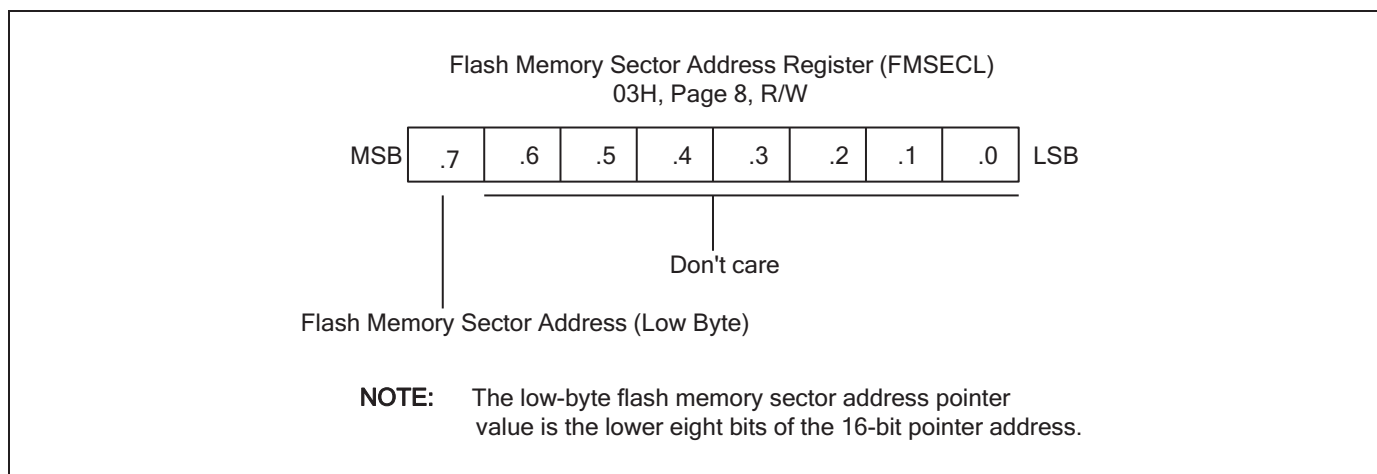 Flash Memory Sector Address Register (FMSECL)
03H, Page 8, R/W
MSB .7 .6 .5 .4 .3 .2 .1 .0 LSB
Don't care
Flash Memory Sector Address (Low Byte)
NOTE: The low-byte flash memory sector address pointer
value is the lower eight bits of the 16-bit pointer address.